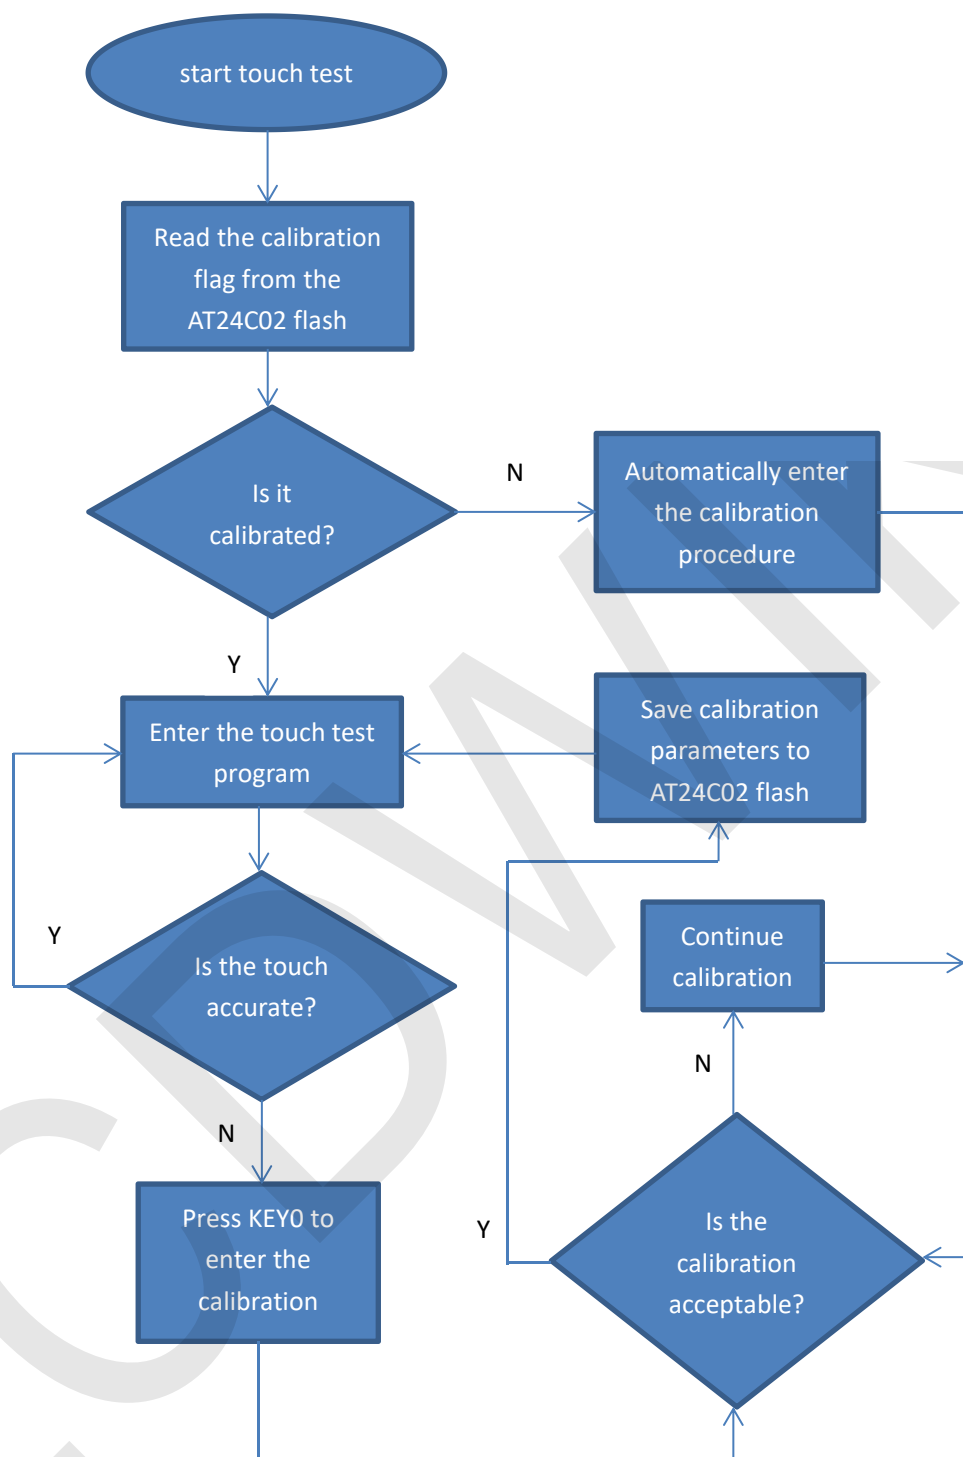 start touch test
Read the calibration
flag from the
AT24C02 flash
Is it
calibrated?
N
Automatically enter
the calibration
procedure
Y
Enter the touch test
program
Save calibration
parameters to
AT24C02 flash
Y
Is the touch
accurate?
Continue
calibration
N
N
Press KEY0 to
enter the
calibration
Y
Is the
calibration
acceptable?